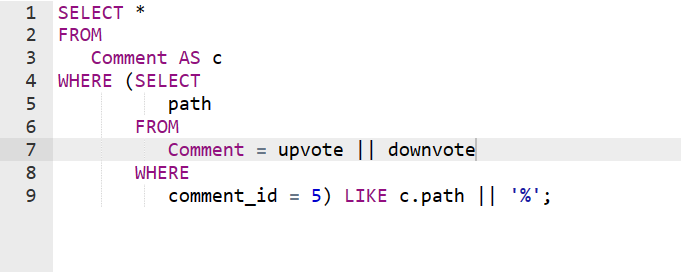 1 SELECT *
2 FROM
3 Comment AS c
4 WHERE (SELECT
5 path
6 FROM
7 Comment = upvote || downvote
8 WHERE
9 comment_id = 5) LIKE c.path || '%';